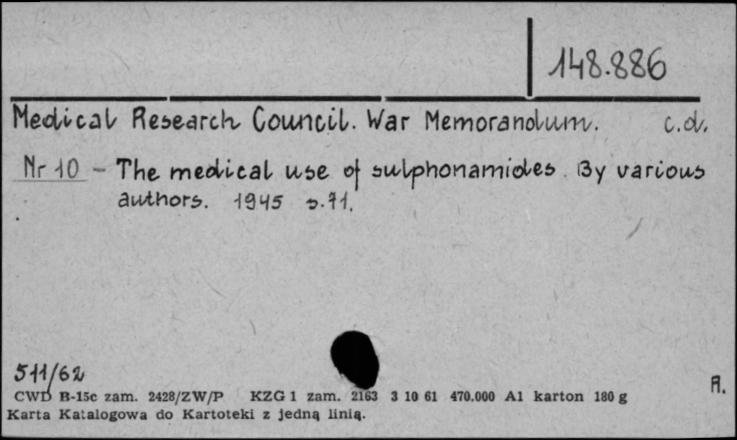 148.886
Medical Research Council. War Memorandum. c.d.
Nr 10 - The medical use of sulphonamides. By various
authors. 1945 s.71.
511/62
A.
CWD B-15c zam. 2428/ZW/P KZG 1 zam. 2163 3 10 61 470.000 A1 karton 180 g
Karta Katalogowa do Kartoteki z jedną linią.